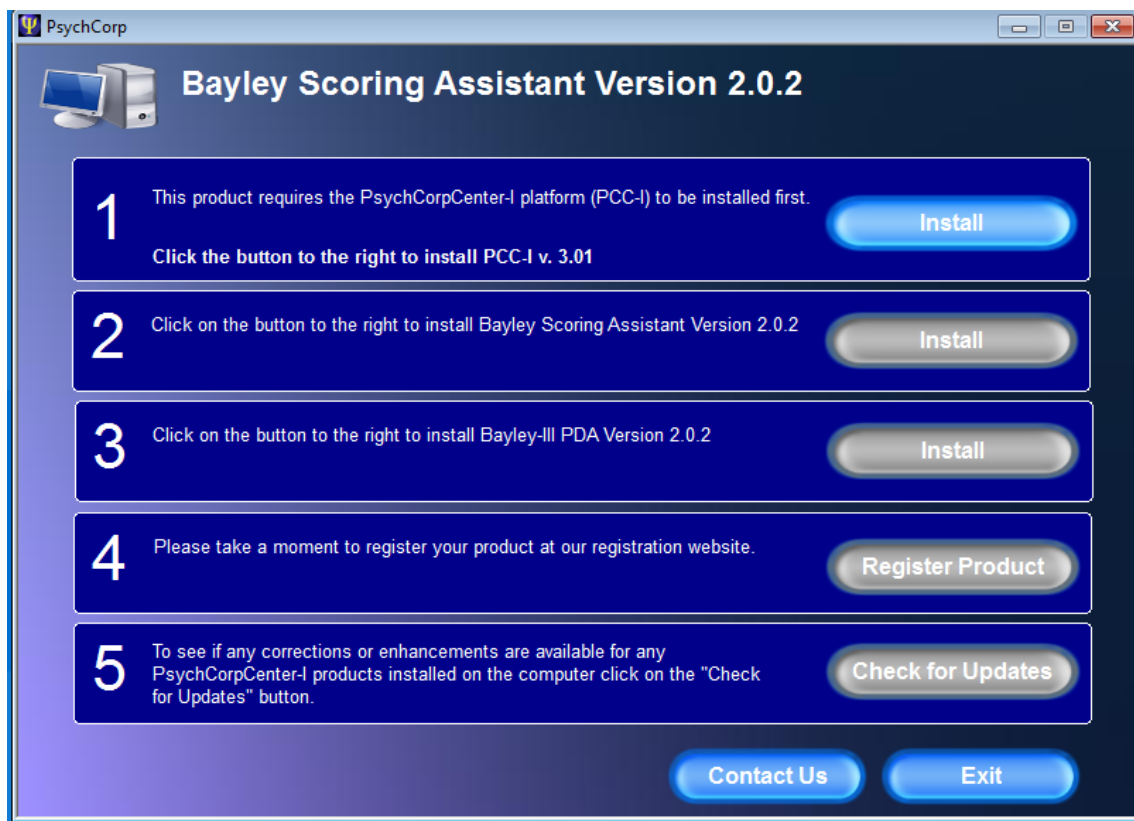 PsychCorp
Bayley Scoring Assistant Version 2.0.2
1
This product requires the PsychCorpCenter-I platform (PCC-I) to be installed first.
Click the button to the right to install PCC-I v. 3.01
Install
2
Click on the button to the right to install Bayley Scoring Assistant Version 2.0.2
Install
3
Click on the button to the right to install Bayley-III PDA Version 2.0.2
Install
4
Please take a moment to register your product at our registration website.
Register Product
5
To see if any corrections or enhancements are available for any
PsychCorpCenter-I products installed on the computer click on the "Check
for Updates" button.
Check for Updates
Contact Us
Exit